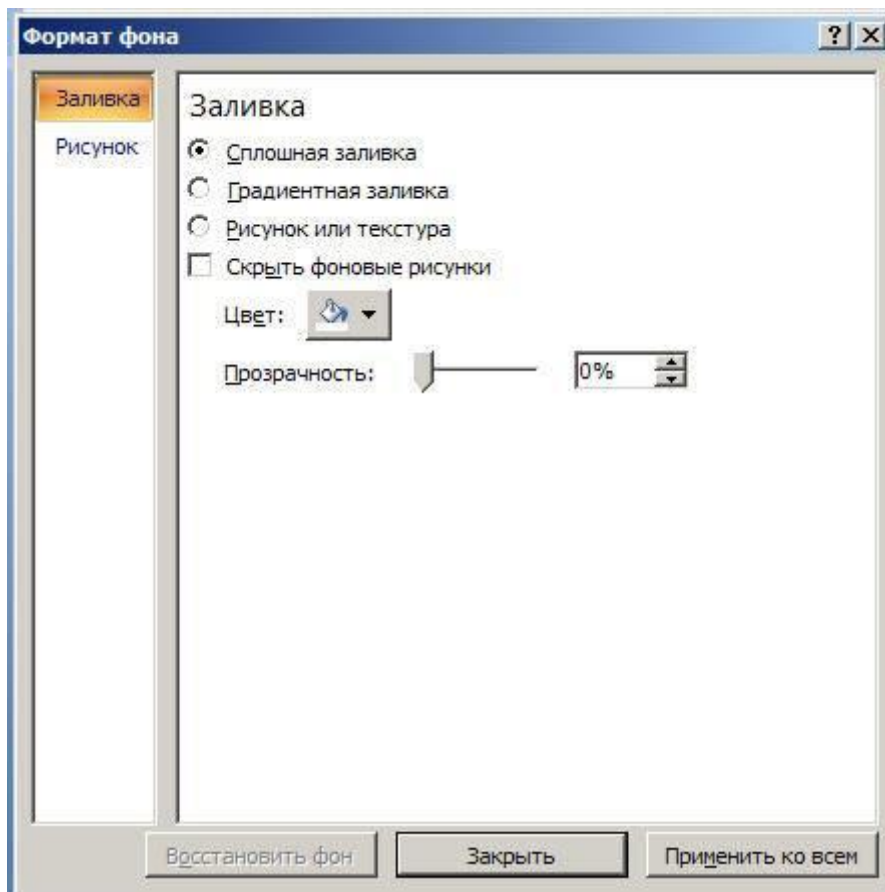 Формат фона
Заливка
Рисунок
Заливка
Сплошная заливка
Градиентная заливка
Рисунок или текстура
Скрыть фоновые рисунки
Цвет:
Прозрачность: 0%
Восстановить фон Закрыть Применить ко всем